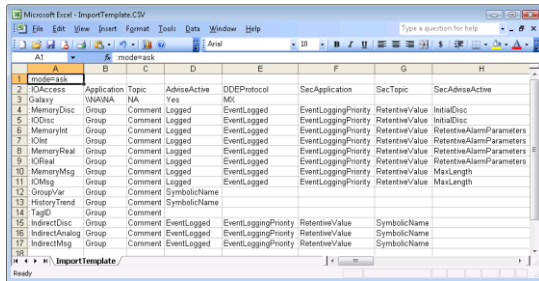 Microsoft Excel - ImportTemplate.CSV
File Edit View Insert Format Tools Data Window Help Type a question for help
Arial 10 B I U $
A1 fx :mode=ask
A B C D E F G H
1 :mode=ask
2 :IOAccess Application Topic AdviseActive DDEProtocol SecApplication SecTopic SecAdviseActive
3 Galaxy \\NA\NA NA Yes MX
4 :MemoryDisc Group Comment Logged EventLogged EventLoggingPriority RetentiveValue InitialDisc
5 :IODisc Group Comment Logged EventLogged EventLoggingPriority RetentiveValue InitialDisc
6 :MemoryInt Group Comment Logged EventLogged EventLoggingPriority RetentiveValue RetentiveAlarmParameters
7 :IOInt Group Comment Logged EventLogged EventLoggingPriority RetentiveValue RetentiveAlarmParameters
8 :MemoryReal Group Comment Logged EventLogged EventLoggingPriority RetentiveValue RetentiveAlarmParameters
9 :IOReal Group Comment Logged EventLogged EventLoggingPriority RetentiveValue RetentiveAlarmParameters
10 :MemoryMsg Group Comment Logged EventLogged EventLoggingPriority RetentiveValue MaxLength
11 :IOMsg Group Comment Logged EventLogged EventLoggingPriority RetentiveValue MaxLength
12 :GroupVar Group Comment SymbolicName
13 :HistoryTrend Group Comment SymbolicName
14 :TagID Group Comment
15 :IndirectDisc Group Comment EventLogged EventLoggingPriority RetentiveValue SymbolicName
16 :IndirectAnalog Group Comment EventLogged EventLoggingPriority RetentiveValue SymbolicName
17 :IndirectMsg Group Comment EventLogged EventLoggingPriority RetentiveValue SymbolicName
18
ImportTemplate
Ready